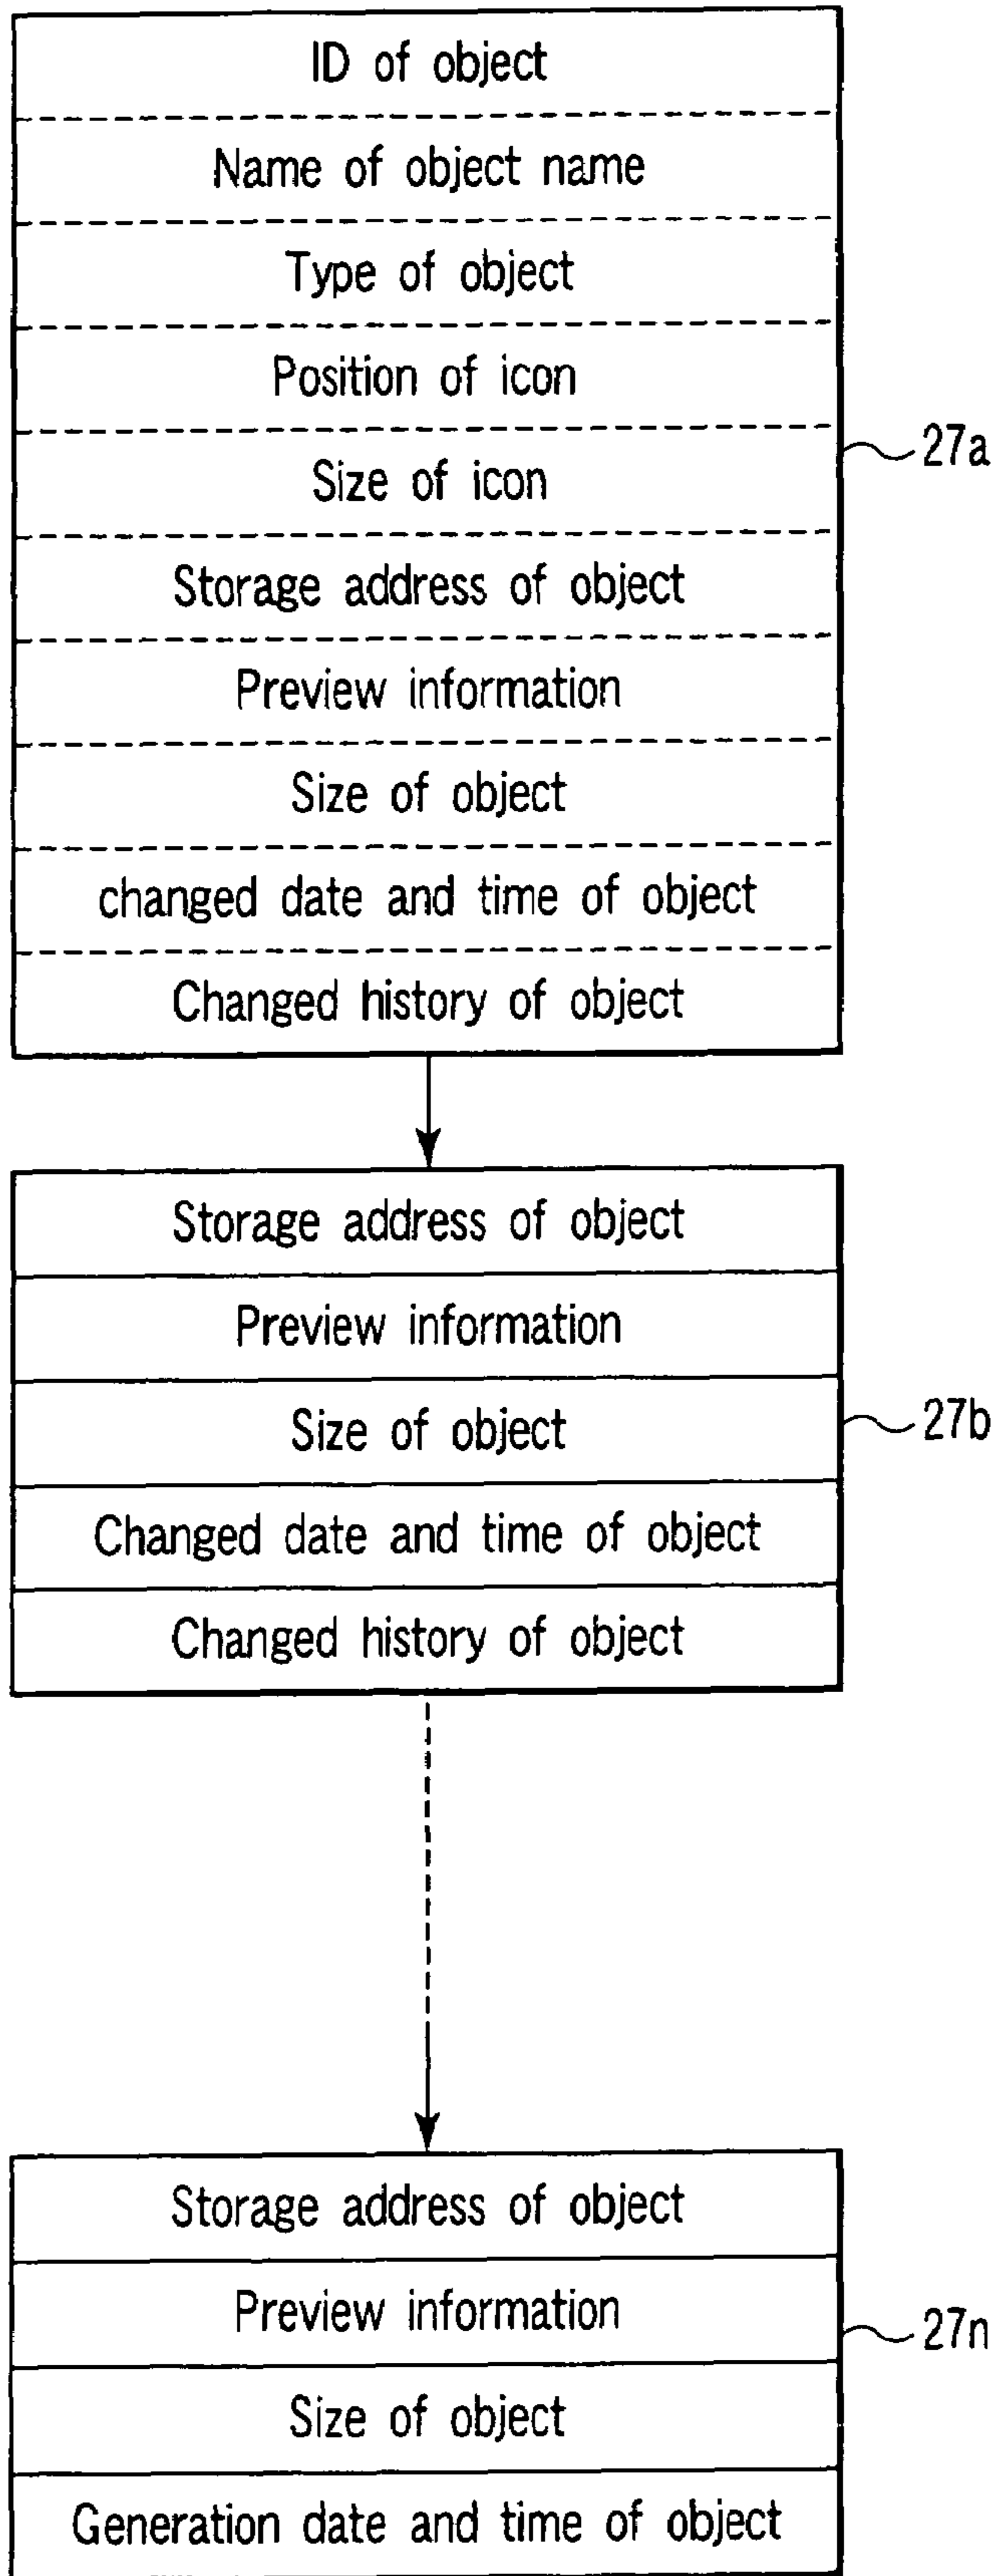 ID of object
Name of object name
Type of object
Position of icon
Size of icon
Storage address of object
Preview information
Size of object
changed date and time of object
Changed history of object
27a
Storage address of object
Preview information
Size of object
Changed date and time of object
Changed history of object
27b
Storage address of object
Preview information
Size of object
Generation date and time of object
27n